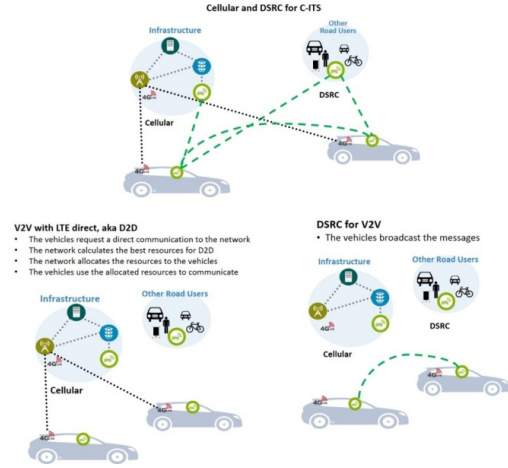 Cellular and DSRC for C-ITS
Infrastructure
Other
Road Users
4G
Cellular
DSRC
4G
4G
V2V with LTE direct, aka D2D
• The vehicles request a direct communication to the network
• The network calculates the best resources for D2D
• The network allocates the resources to the vehicles
• The vehicles use the allocated resources to communicate
Infrastructure
Other Road Users
4G
Cellular
4G
4G
DSRC for V2V
• The vehicles broadcast the messages
Infrastructure
Other Road Users
4G
DSRC
Cellular
4G
4G